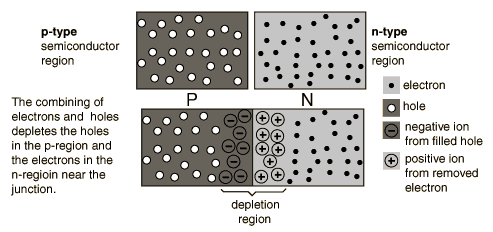 p-type
semiconductor
region
n-type
semiconductor
region
P
N
electron
hole
negative ion
from filled hole
positive ion
from removed
electron
The combining of
electrons and holes
depletes the holes
in the p-region and
the electrons in the
n-regioin near the
junction.
depletion
region